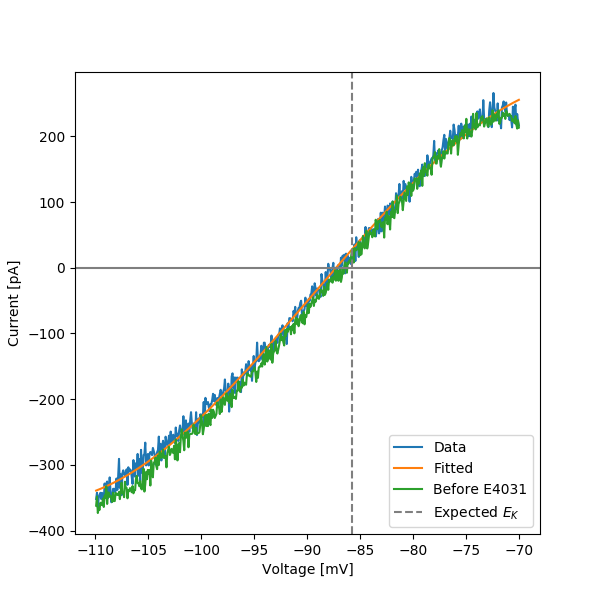 Current [pA]
200
100
0
−100
−200
−300
−400
Data
Fitted
Before E4031
Expected E_K
−110 −105 −100 −95 −90 −85 −80 −75 −70
Voltage [mV]